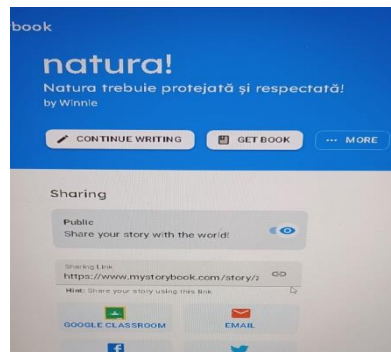 book
natura!
Natura trebuie protejată și respectată!
by Winnie
CONTINUE WRITING
GET BOOK
... MORE
Sharing
Public
Share your story with the world!
Sharing Link
https://www.mystorybook.com/story/
Hint: Share your story using this link
GOOGLE CLASSROOM
EMAIL